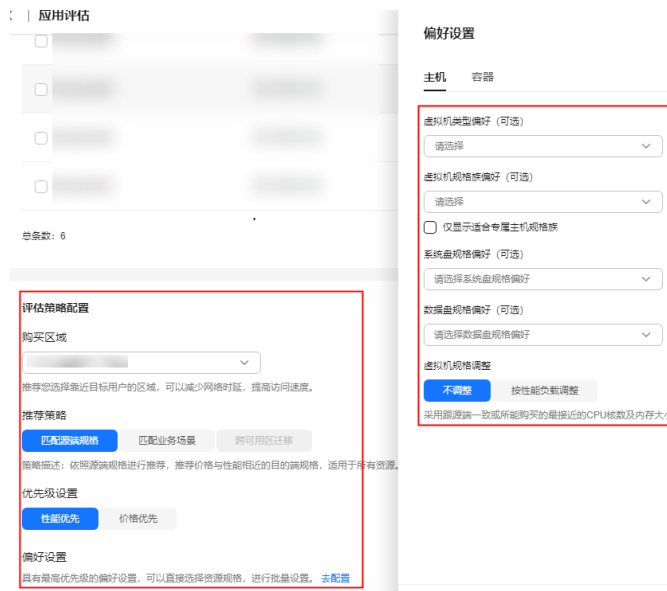 应用评估
总条数：6
评估策略配置
购买区域
推荐您选择靠近目标用户的区域，可以减少网络时延，提高访问速度。
推荐策略
匹配源端规格 匹配业务场景 跨可用区迁移
策略描述：依照源端规格进行推荐，推荐价格与性能相近的目的端规格，适用于所有资源。
优先级设置
性能优先 价格优先
偏好设置
具有最高优先级的偏好设置，可以直接选择资源规格，进行批量设置。 去配置
偏好设置
主机 容器
虚拟机类型偏好（可选）
请选择
虚拟机规格族偏好（可选）
请选择
仅显示适合专属主机规格族
系统盘规格偏好（可选）
请选择系统盘规格偏好
数据盘规格偏好（可选）
请选择数据盘规格偏好
虚拟机规格调整
不调整 按性能负载调整
采用跟源端一致或所能购买的最接近的CPU核数及内存大